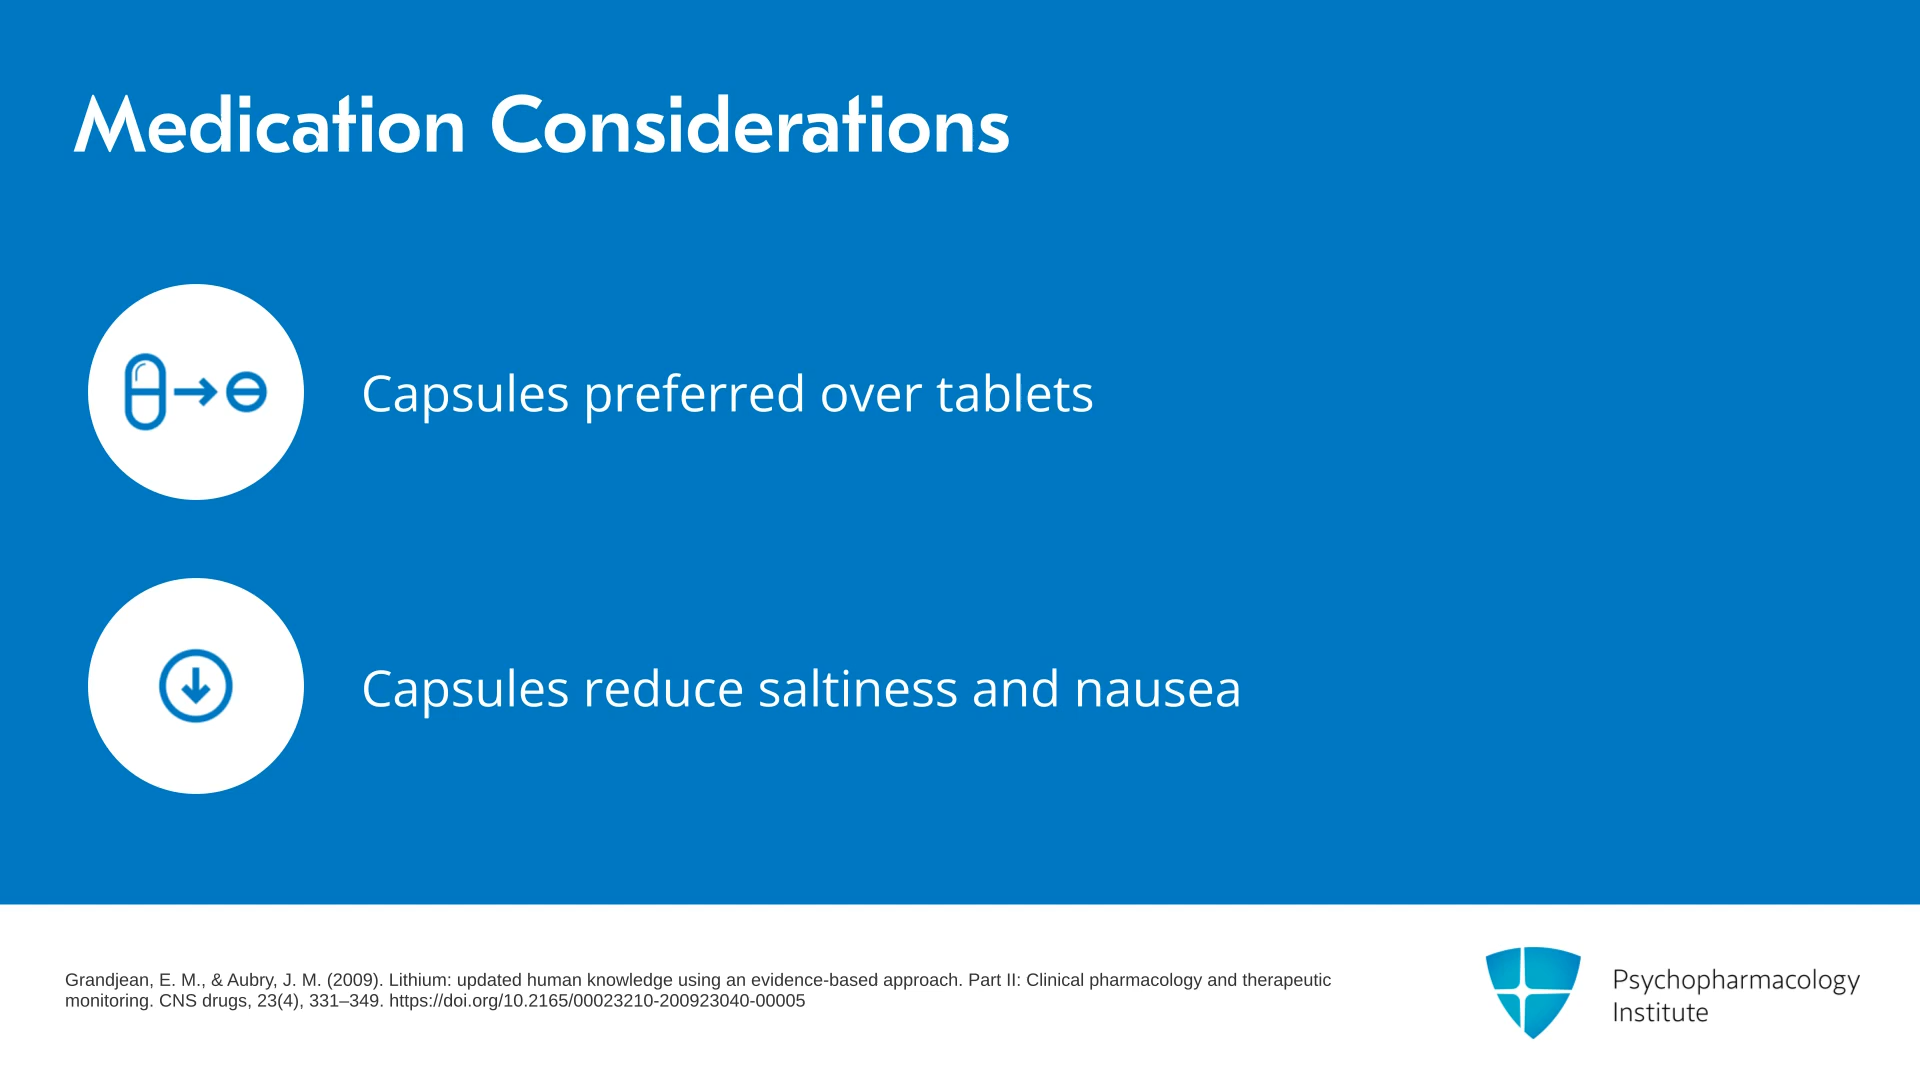 Medication Considerations
Capsules preferred over tablets
Capsules reduce saltiness and nausea
Grandjean, E. M., & Aubry, J. M. (2009). Lithium: updated human knowledge using an evidence-based approach. Part II: Clinical pharmacology and therapeutic
monitoring. CNS drugs, 23(4), 331–349. https://doi.org/10.2165/00023210-200923040-00005
Psychopharmacology
Institute